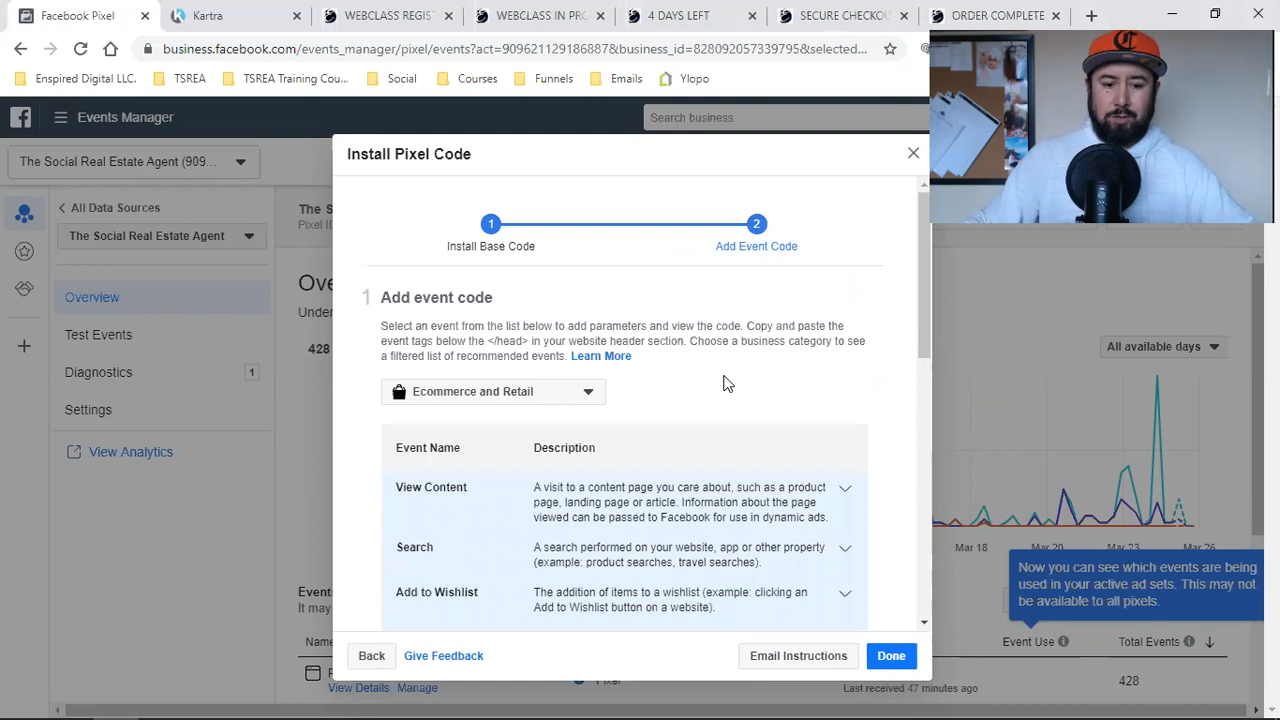 Facebook Pixel
Kartra
WEBCLASS REGIS
WEBCLASS IN PRO
4 DAYS LEFT
SECURE CHECKOU
ORDER COMPLETE
business.facebook.com/events_manager/pixel/events?act=909621129186887&business_id=828092057339795&selected...
Enspired Digital LLC.
TSREA
TSREA Training Cou...
Social
Courses
Funnels
Emails
Ylopo
Events Manager
Search business
Install Pixel Code
The Social Real Estate Agent (909...
All Data Sources
The S
Pixel ID
1
2
The Social Real Estate Agent
Install Base Code
Add Event Code
Overview
1 Add event code
Select an event from the list below to add parameters and view the code. Copy and paste the
event tags below the </head> in your website header section. Choose a business category to see
a filtered list of recommended events. Learn More
Test Events
428
All available days
Diagnostics
1
Ecommerce and Retail
Settings
View Analytics
Event Name
Description
View Content
A visit to a content page you care about, such as a product
page, landing page or article. Information about the page
viewed can be passed to Facebook for use in dynamic ads.
Search
A search performed on your website, app or other property
(example: product searches, travel searches).
Mar 18
Mar 20
Mar 23
Mar 26
Now you can see which events are being
used in your active ad sets. This may not
be available to all pixels.
Add to Wishlist
The addition of items to a wishlist (example: clicking an
Add to Wishlist button on a website).
It may
Event Use
Total Events
Back
Give Feedback
Email Instructions
Done
View Details
Manage
Pixel
Last received 47 minutes ago
428